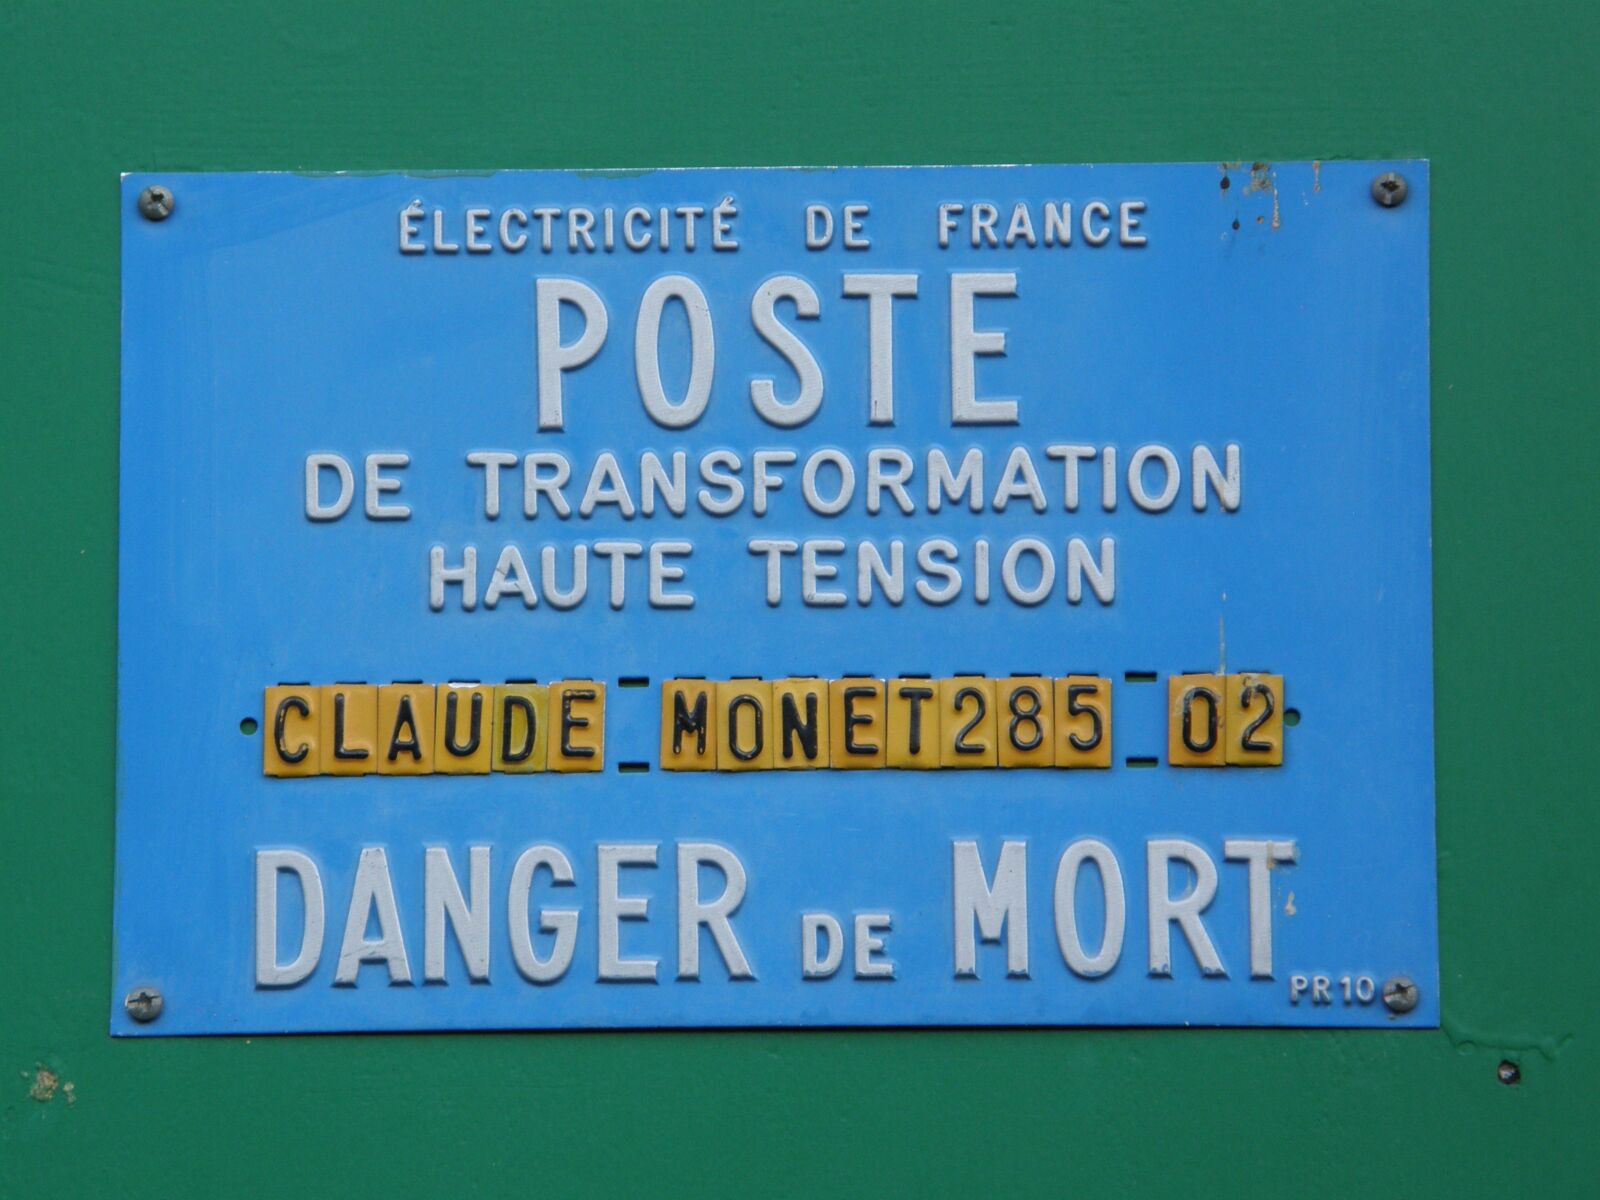 ÉLECTRICITÉ DE FRANCE
POSTE
DE TRANSFORMATION
HAUTE TENSION
CLAUDE MONET285 02
DANGER DE MORT
PR10